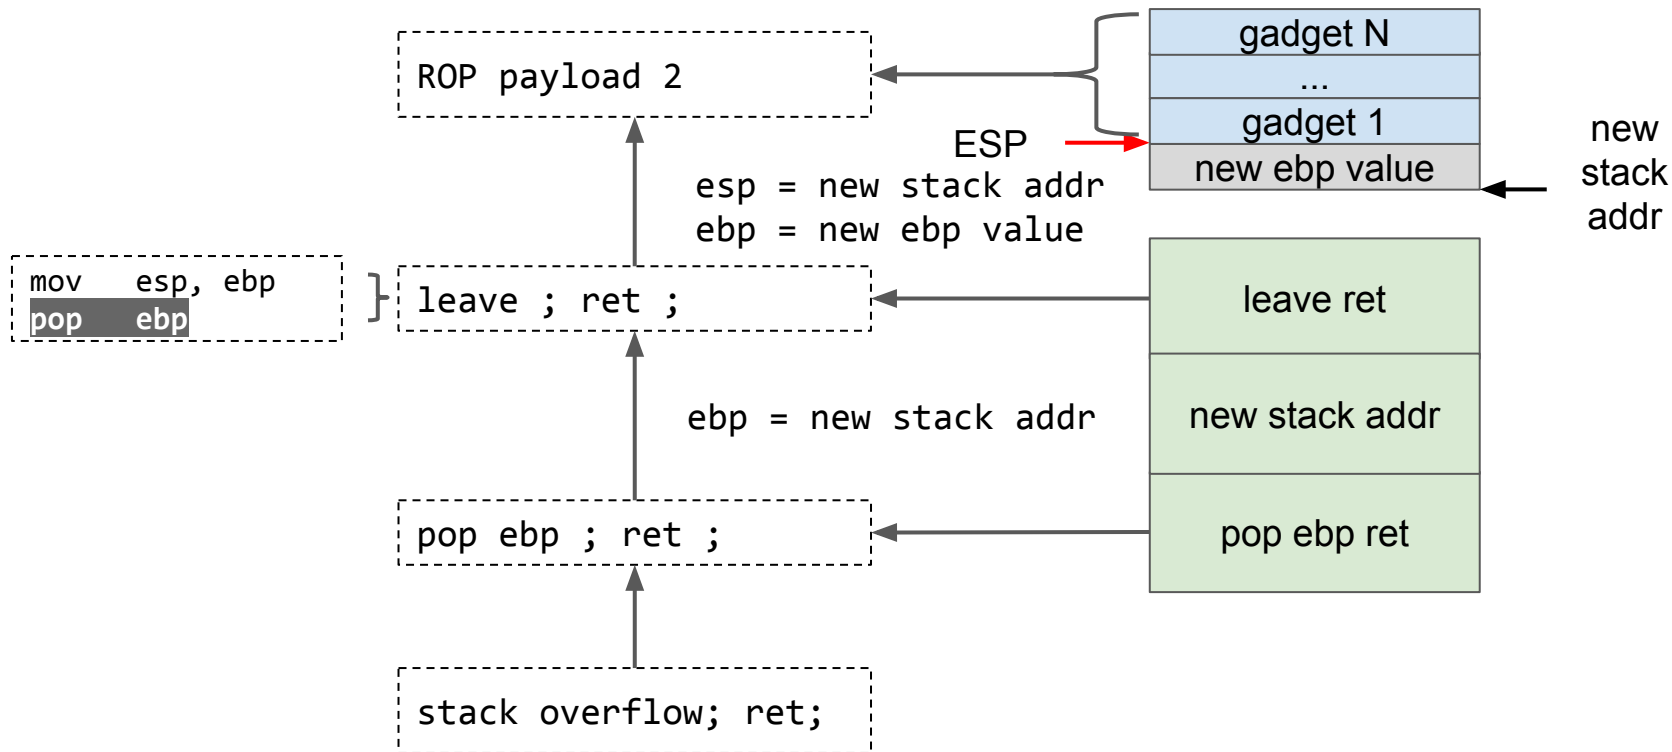 gadget N
ROP payload 2
...
gadget 1
ESP
new ebp value
new
stack
addr
esp = new stack addr
ebp = new ebp value
mov esp, ebp
pop ebp
leave ; ret ;
leave ret
ebp = new stack addr
new stack addr
pop ebp ; ret ;
pop ebp ret
stack overflow; ret;